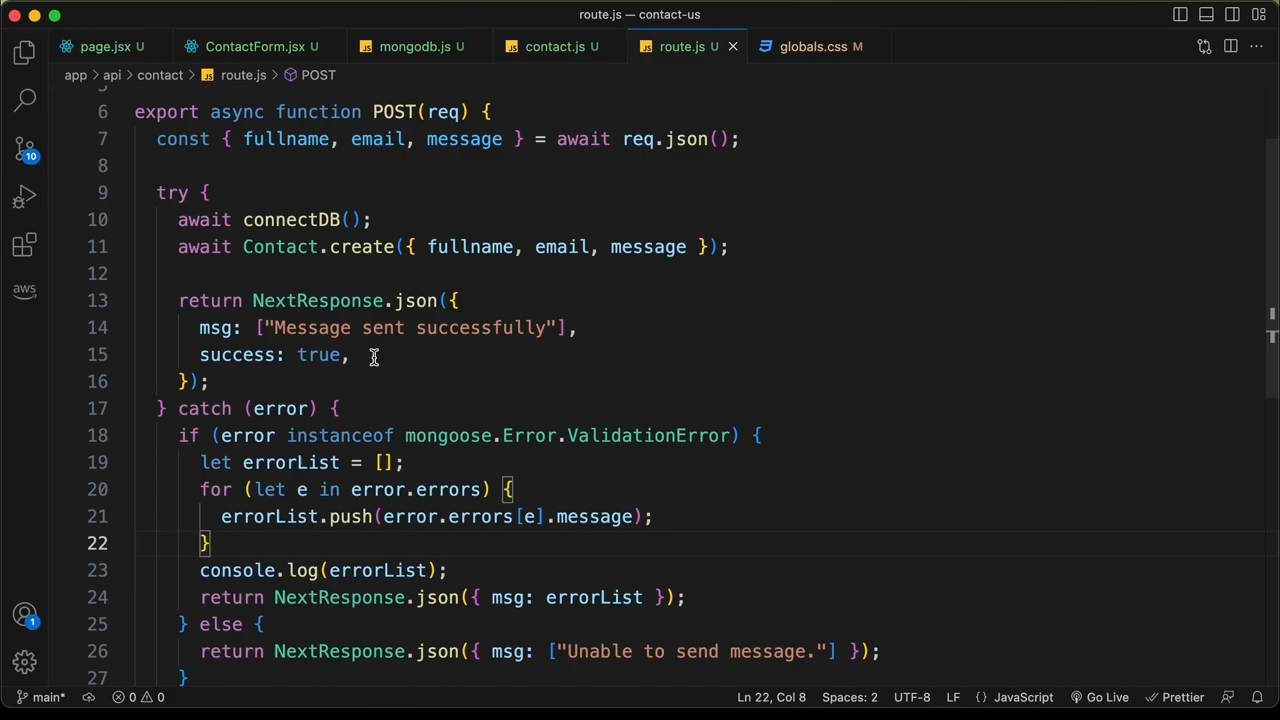 route.js — contact-us
page.jsx U
ContactForm.jsx U
mongodb.js U
contact.js U
route.js U
globals.css M
app > api > contact > route.js > POST
6 export async function POST(req) {
7 const { fullname, email, message } = await req.json();
8
9 try {
10 await connectDB();
11 await Contact.create({ fullname, email, message });
12
13 return NextResponse.json({
14 msg: ["Message sent successfully"],
15 success: true,
16 });
17 } catch (error) {
18 if (error instanceof mongoose.Error.ValidationError) {
19 let errorList = [];
20 for (let e in error.errors) {
21 errorList.push(error.errors[e].message);
22 }
23 console.log(errorList);
24 return NextResponse.json({ msg: errorList });
25 } else {
26 return NextResponse.json({ msg: ["Unable to send message."] });
27 }
10
aws
1
main* 0 0 Ln 22, Col 8 Spaces: 2 UTF-8 LF {} JavaScript Go Live Prettier